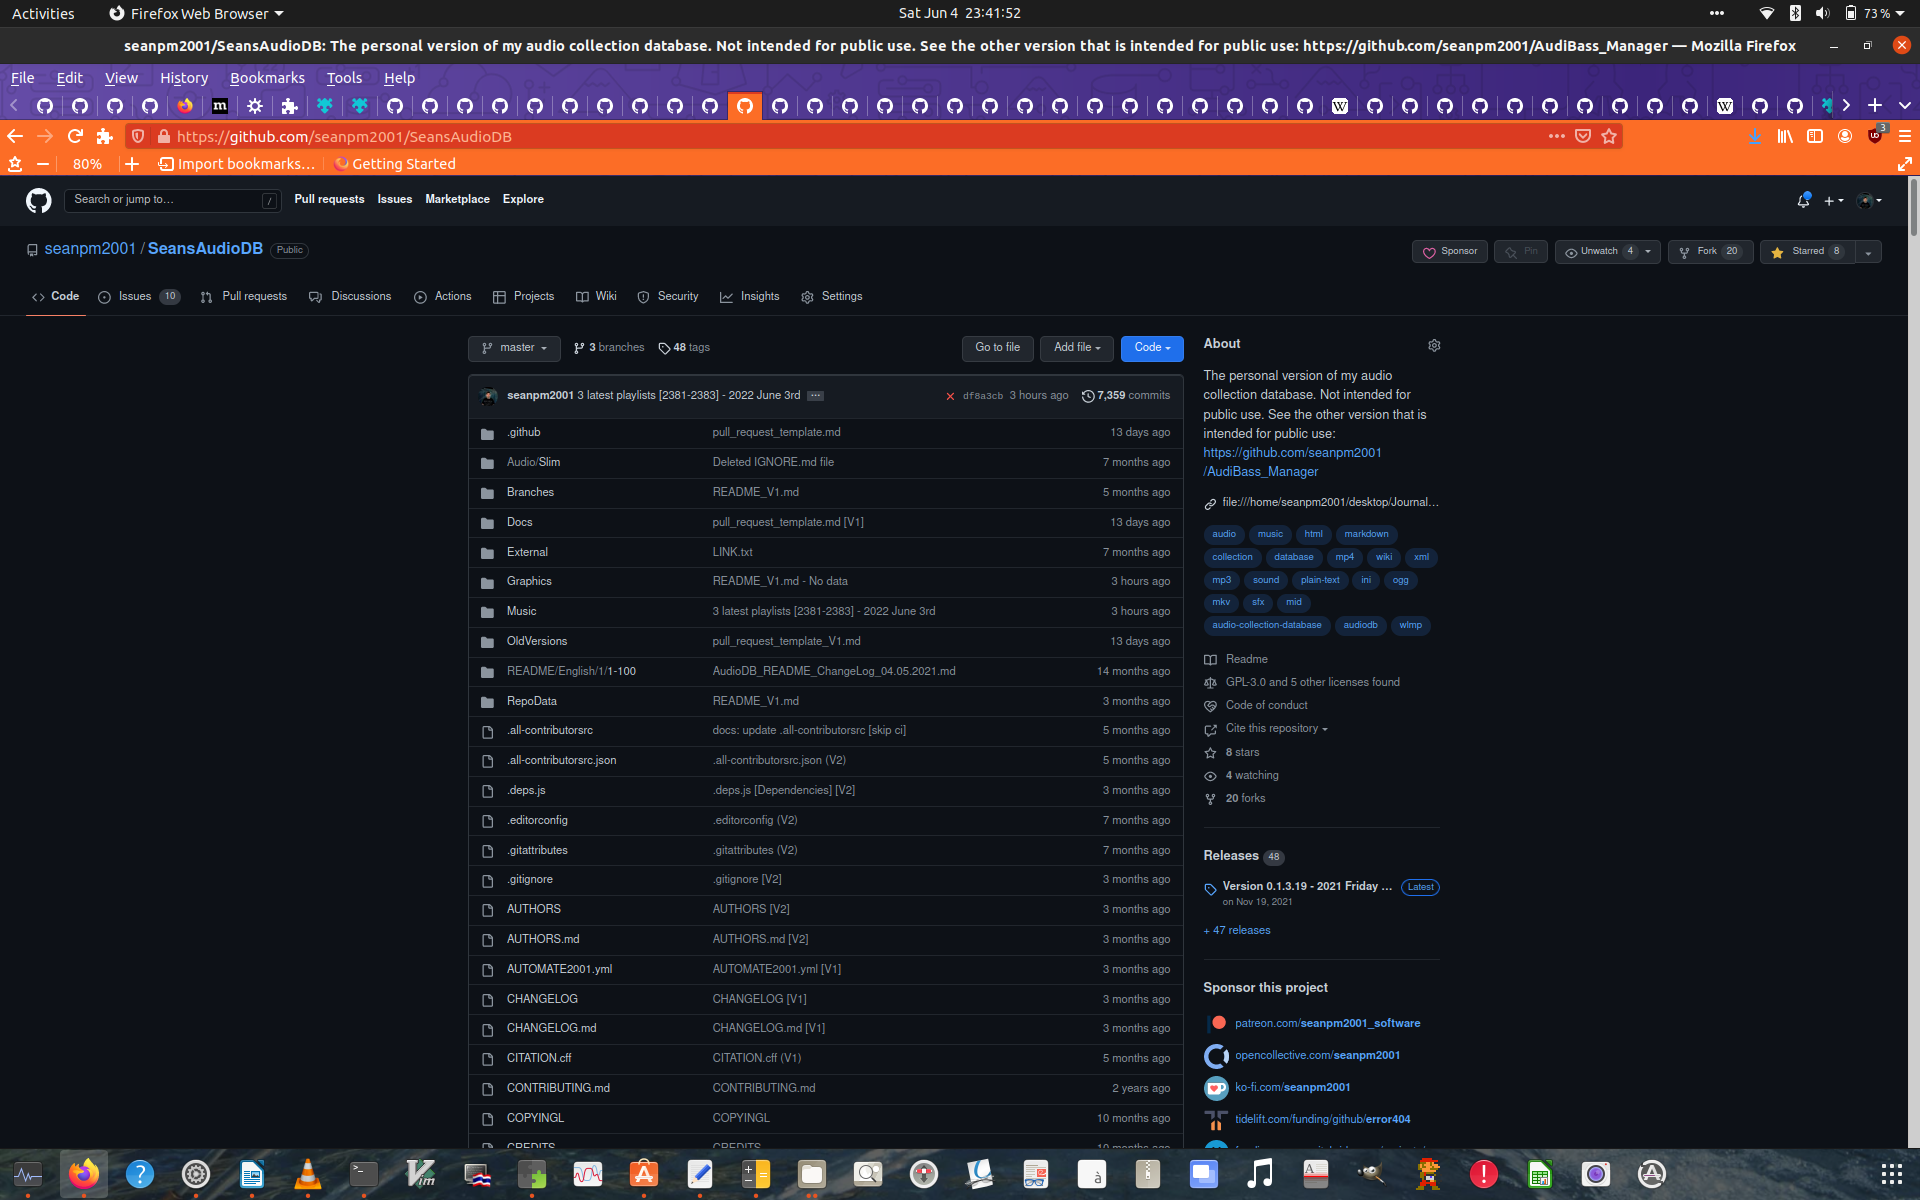 Activities Firefox Web Browser Sat Jun 4 23:41:52 73 %
seanpm2001/SeansAudioDB: The personal version of my audio collection database. Not intended for public use. See the other version that is intended for public use: https://github.com/seanpm2001/AudiBass_Manager — Mozilla Firefox
File Edit View History Bookmarks Tools Help
https://github.com/seanpm2001/SeansAudioDB 3
80% Import bookmarks… Getting Started
Search or jump to… / Pull requests Issues Marketplace Explore
seanpm2001 / SeansAudioDB Public Sponsor Pin Unwatch 4 Fork 20 Starred 8
Code Issues 10 Pull requests Discussions Actions Projects Wiki Security Insights Settings
master 3 branches 48 tags Go to file Add file Code
seanpm2001 3 latest playlists [2381-2383] - 2022 June 3rd ... df8a3cb 3 hours ago 7,359 commits
.github pull_request_template.md 13 days ago
Audio/Slim Deleted IGNORE.md file 7 months ago
Branches README_V1.md 5 months ago
Docs pull_request_template.md [V1] 13 days ago
External LINK.txt 7 months ago
Graphics README_V1.md - No data 3 hours ago
Music 3 latest playlists [2381-2383] - 2022 June 3rd 3 hours ago
OldVersions pull_request_template_V1.md 13 days ago
README/English/1/1-100 AudioDB_README_ChangeLog_04.05.2021.md 14 months ago
RepoData README_V1.md 3 months ago
.all-contributorsrc docs: update .all-contributorsrc [skip ci] 5 months ago
.all-contributorsrc.json .all-contributorsrc.json (V2) 5 months ago
.deps.js .deps.js [Dependencies] [V2] 3 months ago
.editorconfig .editorconfig (V2) 7 months ago
.gitattributes .gitattributes (V2) 7 months ago
.gitignore .gitignore [V2] 3 months ago
AUTHORS AUTHORS [V2] 3 months ago
AUTHORS.md AUTHORS.md [V2] 3 months ago
AUTOMATE2001.yml AUTOMATE2001.yml [V1] 3 months ago
CHANGELOG CHANGELOG [V1] 3 months ago
CHANGELOG.md CHANGELOG.md [V1] 3 months ago
CITATION.cff CITATION.cff (V1) 5 months ago
CONTRIBUTING.md CONTRIBUTING.md 2 years ago
COPYINGL COPYINGL 10 months ago
CREDITS CREDITS 10 months ago
About
The personal version of my audio
collection database. Not intended for
public use. See the other version that is
intended for public use:
https://github.com/seanpm2001
/AudiBass_Manager
file:///home/seanpm2001/desktop/Journal...
audio music html markdown
collection database mp4 wiki xml
mp3 sound plain-text ini ogg
mkv sfx mid
audio-collection-database audiodb wlmp
Readme
GPL-3.0 and 5 other licenses found
Code of conduct
Cite this repository
8 stars
4 watching
20 forks
Releases 48
Version 0.1.3.19 - 2021 Friday ... Latest
on Nov 19, 2021
+ 47 releases
Sponsor this project
patreon.com/seanpm2001_software
opencollective.com/seanpm2001
ko-fi.com/seanpm2001
tidelift.com/funding/github/error404